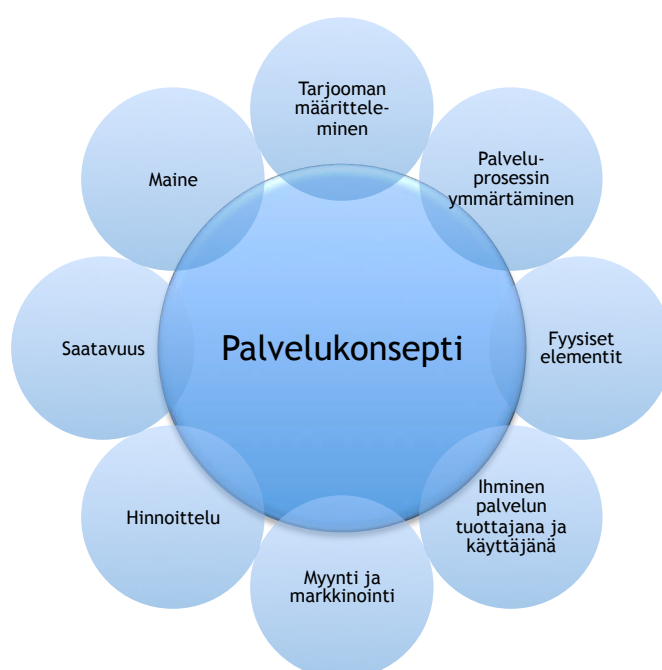 Tarjooman
määrittele-
minen
Palvelu-
prosessin
ymmärtäminen
Fyysiset
elementit
Ihminen
palvelun
tuottajana ja
käyttäjänä
Myynti ja
markkinointi
Hinnoittelu
Saatavuus
Maine
Palvelukonsepti